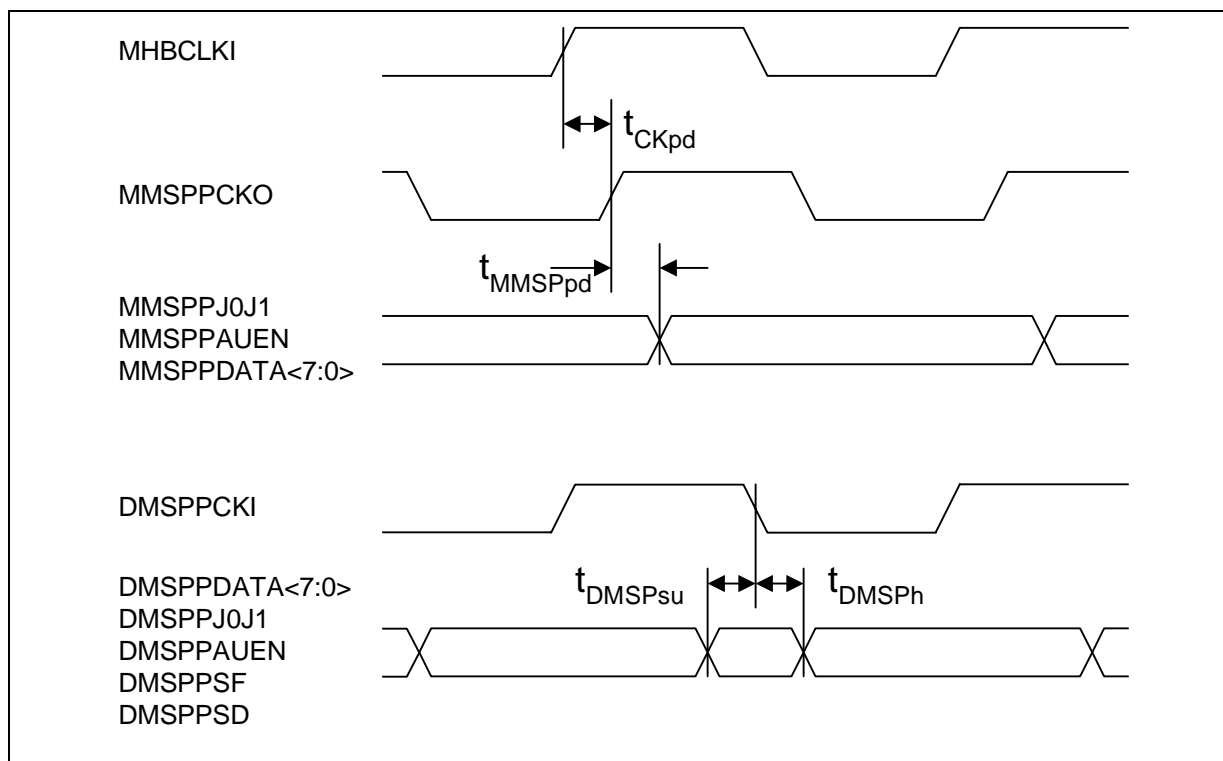 MHBCLKI
tCKpd
MMSPPCKO
tMMSPpd
MMSPPJ0J1
MMSPPAUEN
MMSPPDATA<7:0>
DMSPPCKI
DMSPPDATA<7:0>
tDMSPsu
tDMSPh
DMSPPJ0J1
DMSPPAUEN
DMSPPSF
DMSPPSD